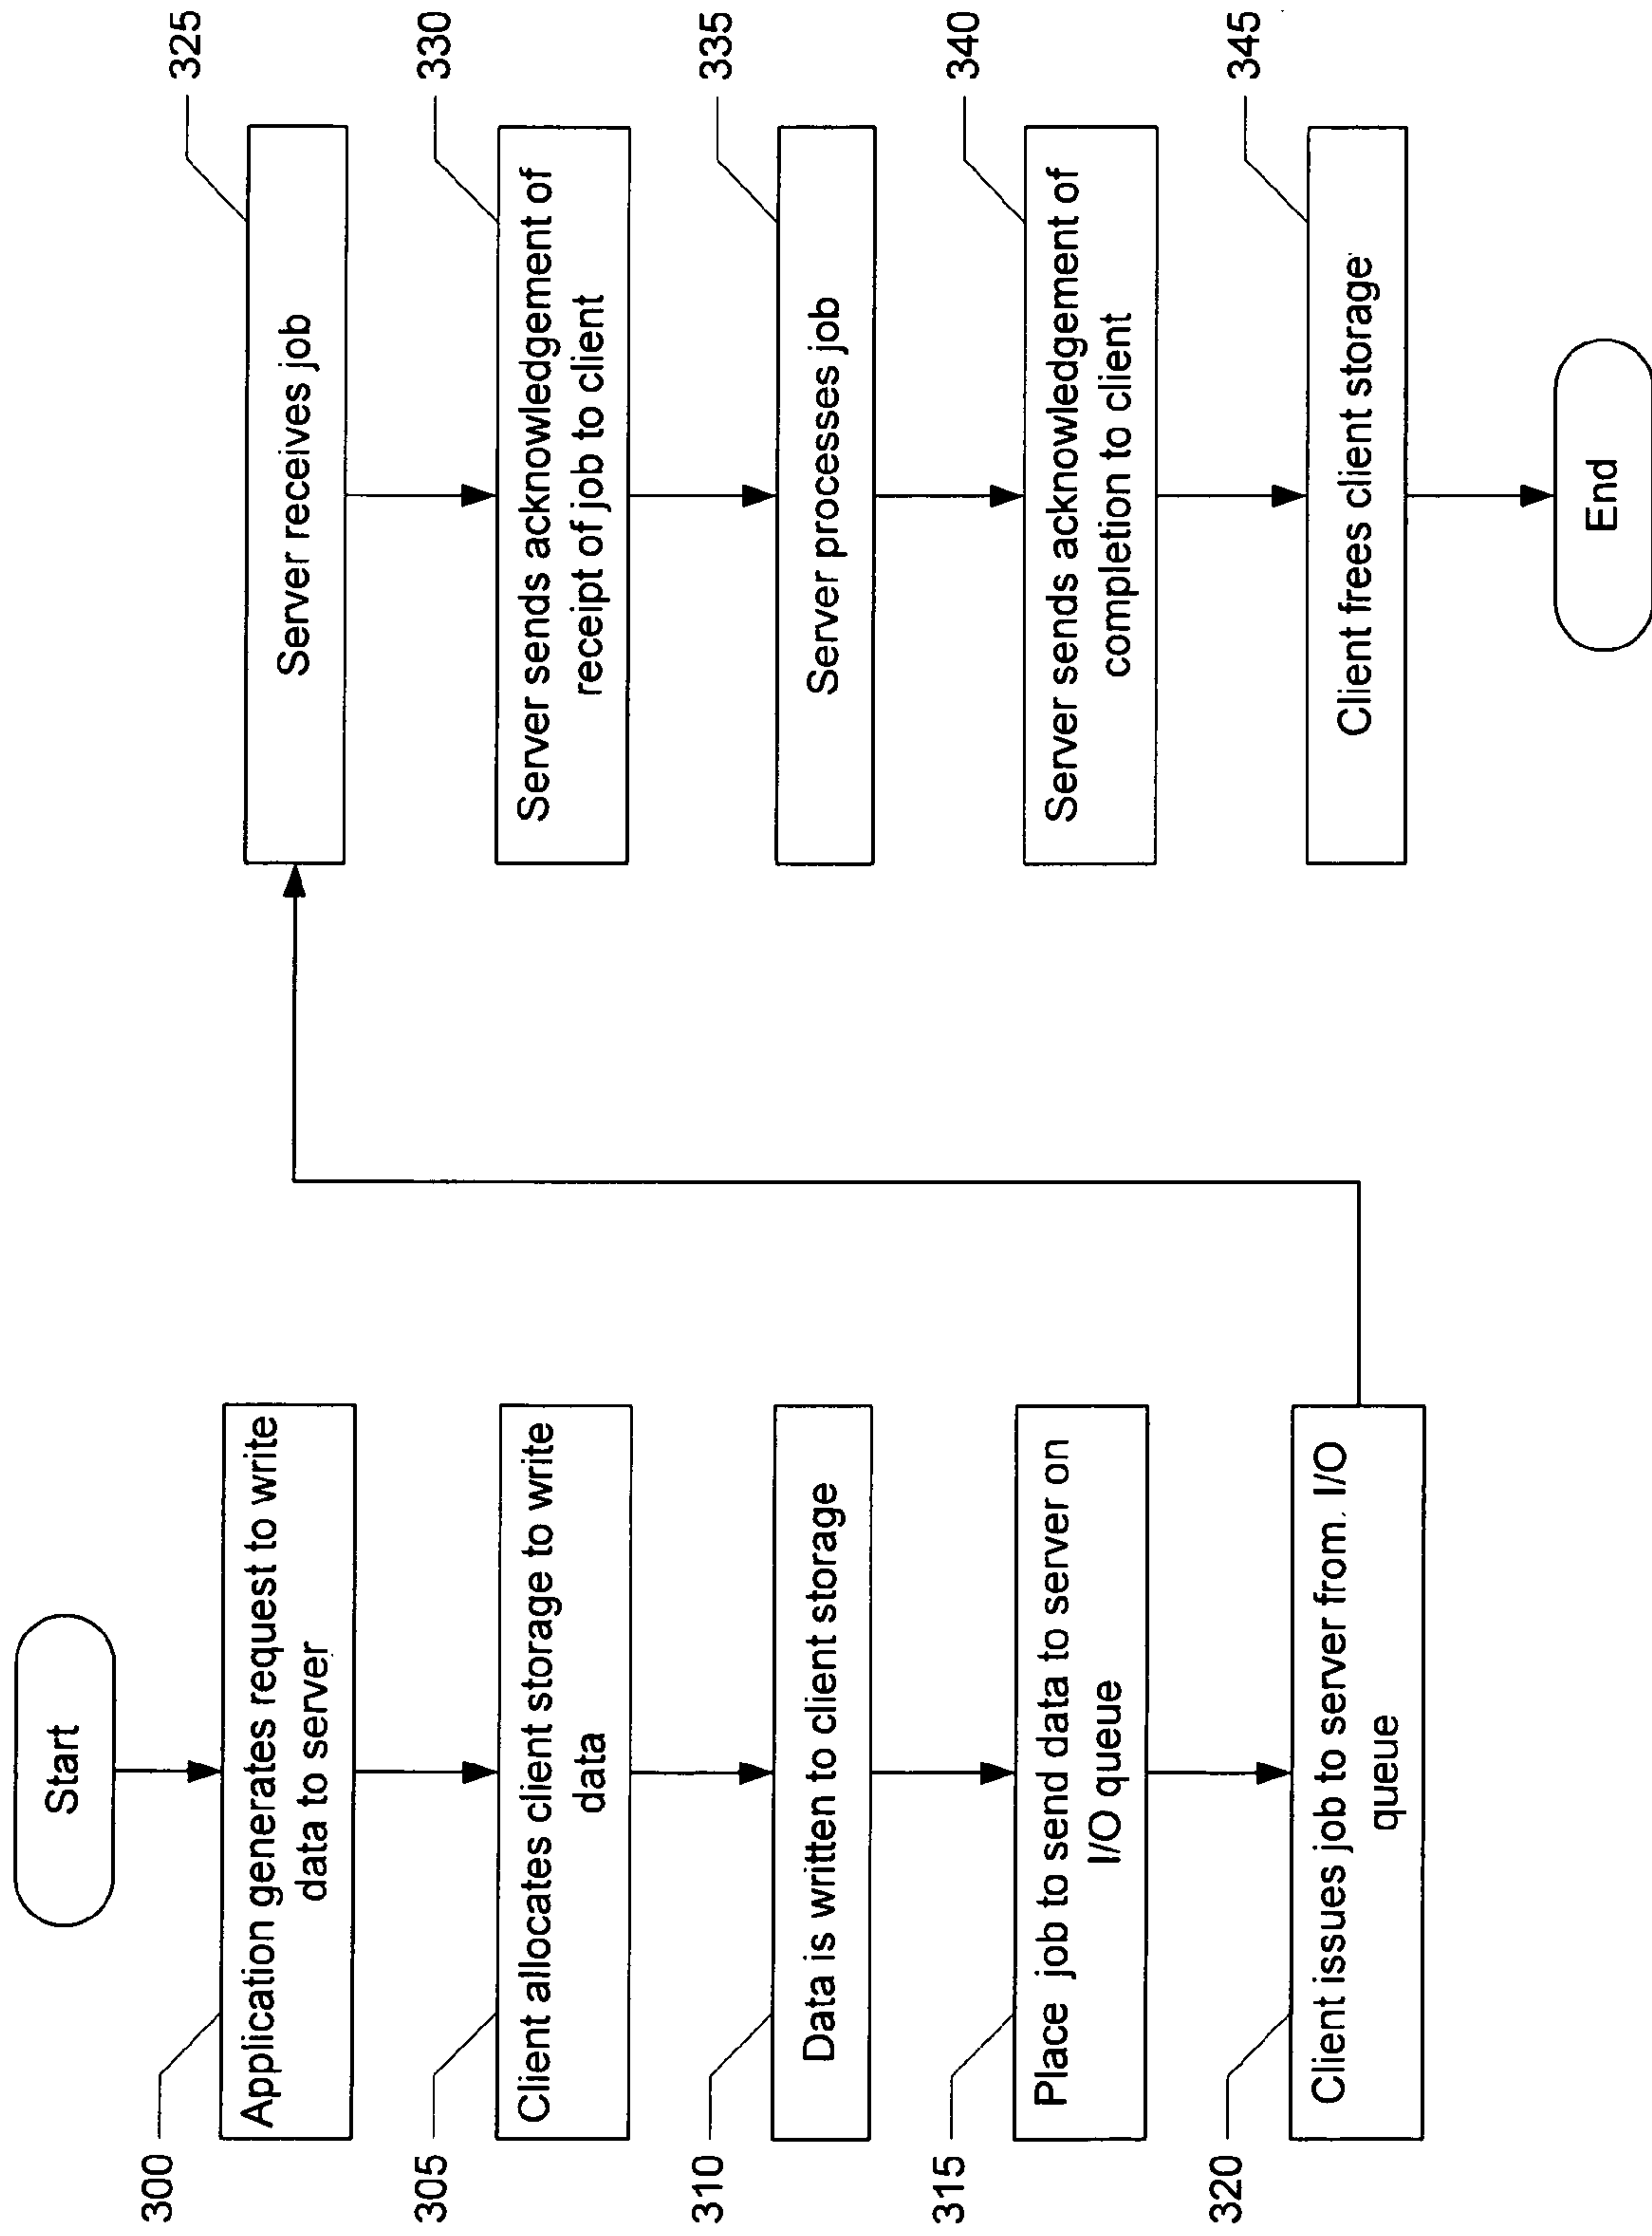 Start
300
Application generates request to write
data to server
305
Client allocates client storage to write
data
310
Data is written to client storage
315
Place job to send data to server on
I/O queue
320
Client issues job to server from. I/O
queue
325
Server receives job
330
Server sends acknowledgement of
receipt of job to client
335
Server processes job
340
Server sends acknowledgement of
completion to client
345
Client frees client storage
End